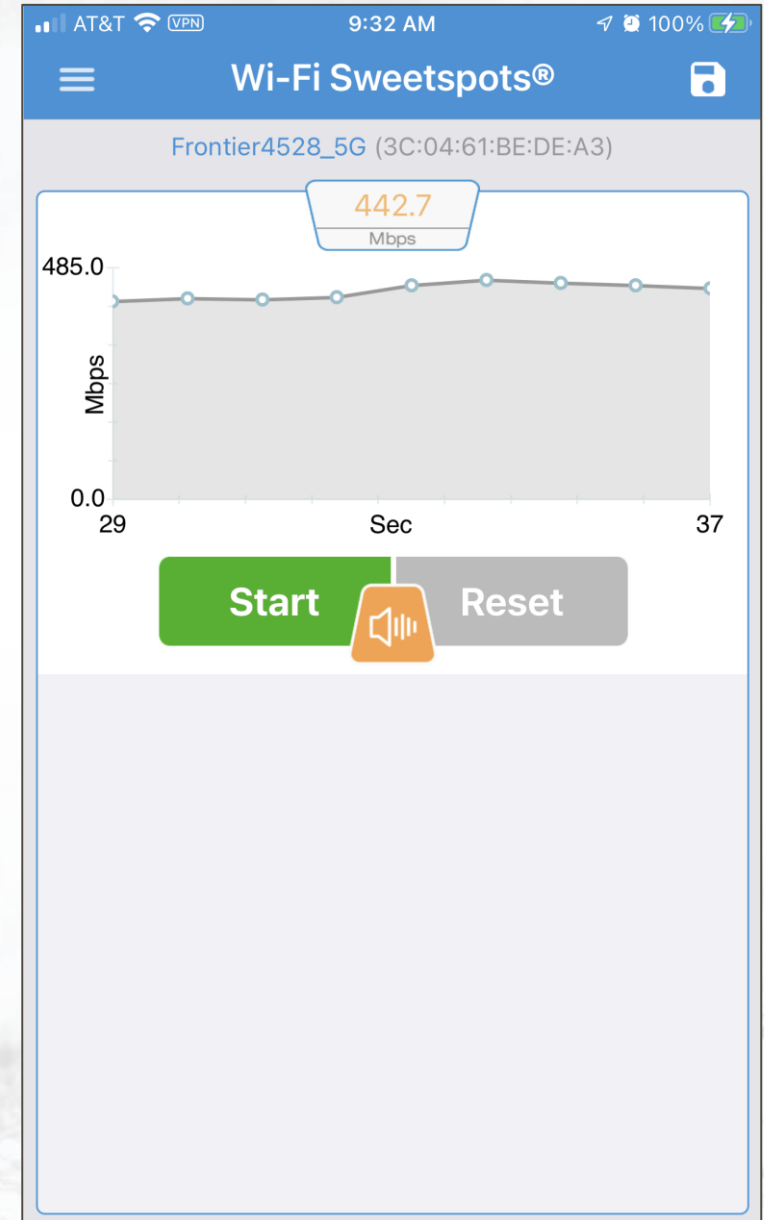 AT&T VPN 9:32 AM 100%
Wi-Fi Sweetspots®
Frontier4528_5G (3C:04:61:BE:DE:A3)
442.7
Mbps
485.0
Mbps
0.0
29 Sec 37
Start Reset